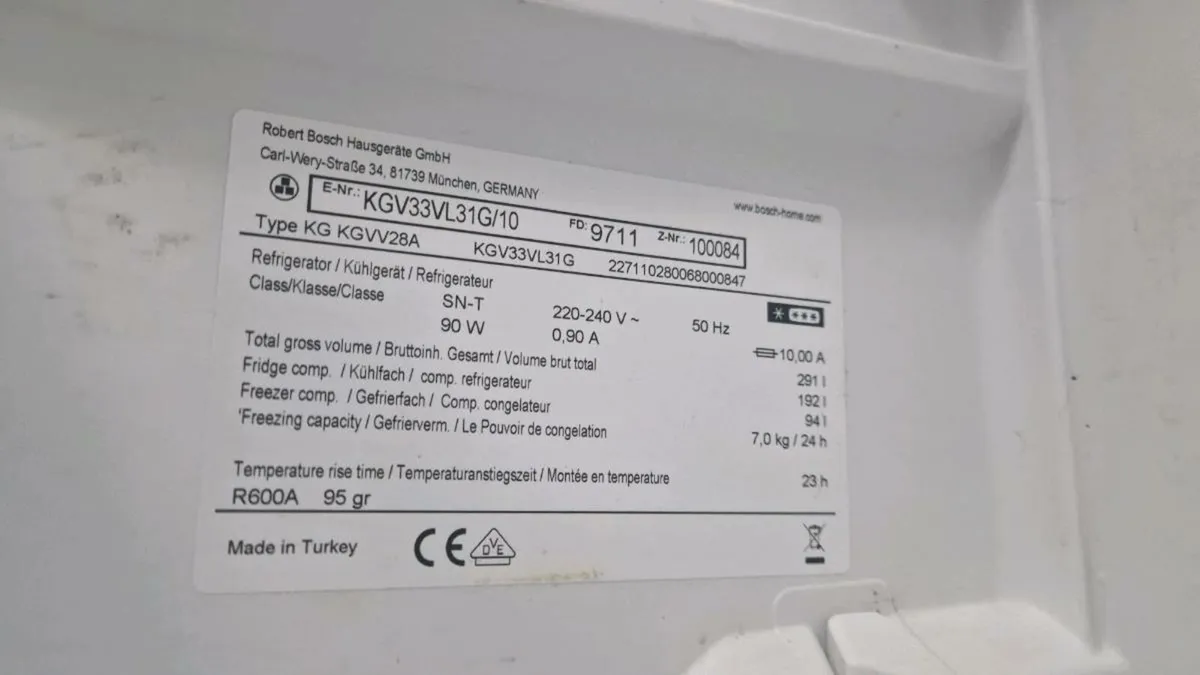 Robert Bosch Hausgeräte GmbH
Carl-Wery-Straße 34, 81739 München, GERMANY
www.bosch-home.com
E-Nr.: KGV33VL31G/10 FD: 9711 Z-Nr.: 100084
Type KG KGVV28A KGV33VL31G 227110280068000847
Refrigerator / Kühlgerät / Refrigerateur
Class/Klasse/Classe SN-T 220-240 V ~ 50 Hz
90 W 0,90 A 10,00 A
Total gross volume / Bruttoinh. Gesamt / Volume brut total 291 l
Fridge comp. / Kühlfach / comp. refrigerateur 192 l
Freezer comp. / Gefrierfach / Comp. congelateur 94 l
'Freezing capacity / Gefrierverm. / Le Pouvoir de congelation 7,0 kg / 24 h
Temperature rise time / Temperaturanstiegszeit / Montée en temperature 23 h
R600A 95 gr
Made in Turkey CE DVE